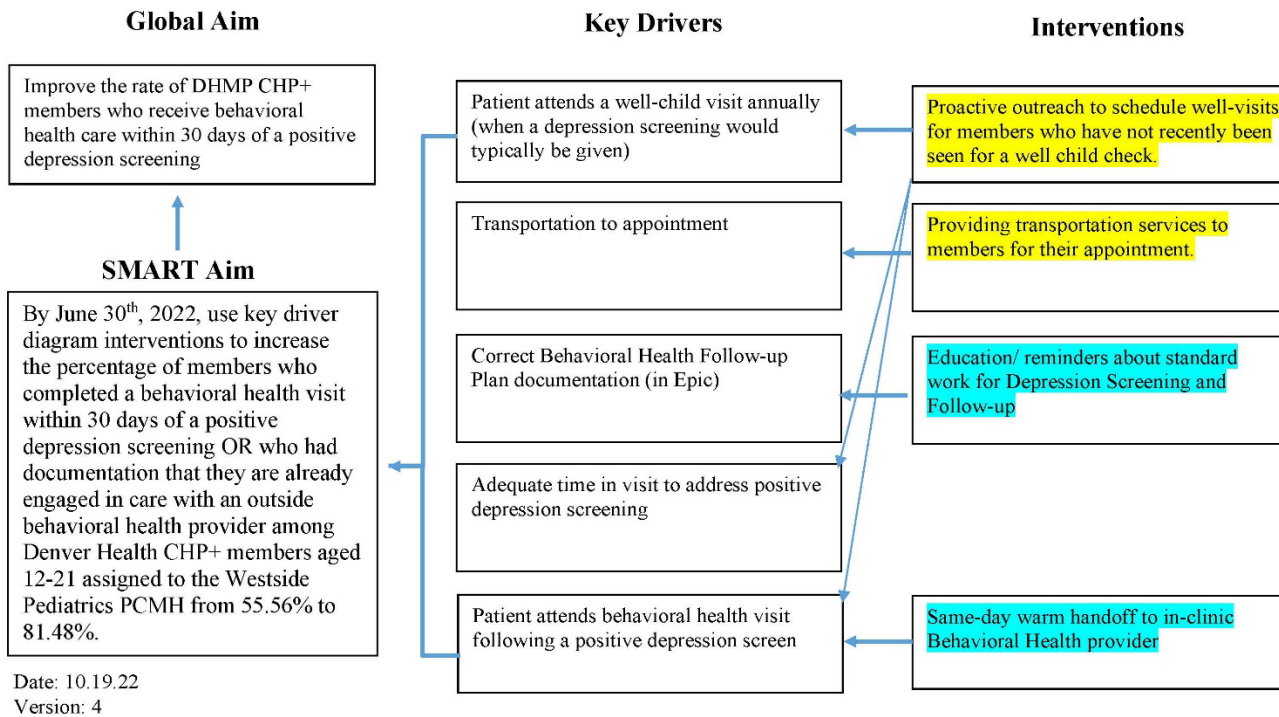 Global Aim
Improve the rate of DHMP CHP+
members who receive behavioral
health care within 30 days of a positive
depression screening
SMART Aim
By June 30th, 2022, use key driver
diagram interventions to increase
the percentage of members who
completed a behavioral health visit
within 30 days of a positive
depression screening OR who had
documentation that they are already
engaged in care with an outside
behavioral health provider among
Denver Health CHP+ members aged
12-21 assigned to the Westside
Pediatrics PCMH from 55.56% to
81.48%.
Date: 10.19.22
Version: 4
Key Drivers
Patient attends a well-child visit annually
(when a depression screening would
typically be given)
Transportation to appointment
Correct Behavioral Health Follow-up
Plan documentation (in Epic)
Adequate time in visit to address positive
depression screening
Patient attends behavioral health visit
following a positive depression screen
Interventions
Proactive outreach to schedule well-visits
for members who have not recently been
seen for a well child check.
Providing transportation services to
members for their appointment.
Education/ reminders about standard
work for Depression Screening and
Follow-up
Same-day warm handoff to in-clinic
Behavioral Health provider